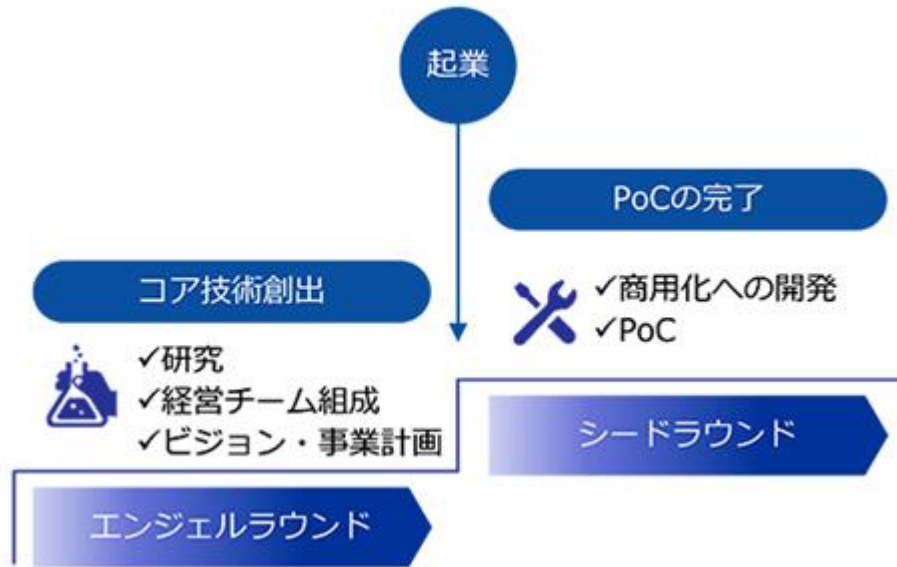 起業
PoCの完了
コア技術創出
✓商用化への開発
✓PoC
✓研究
✓経営チーム組成
✓ビジョン・事業計画
シードラウンド
エンジェルラウンド